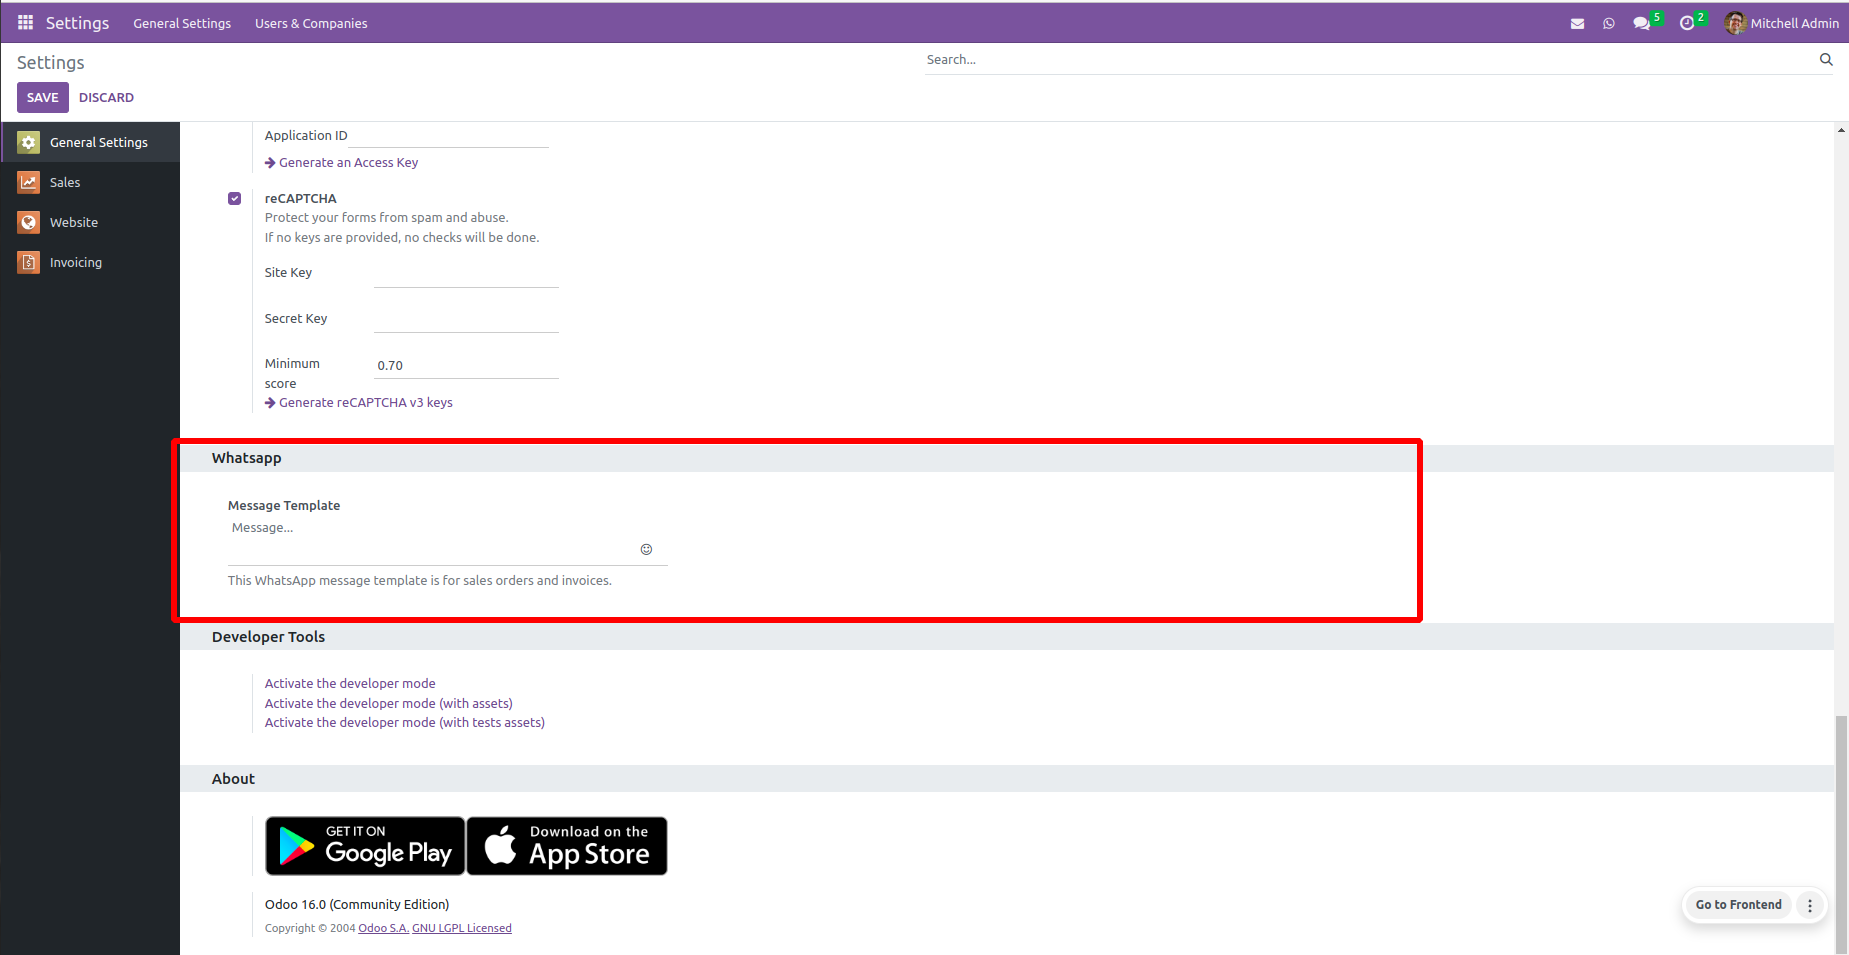 Settings General Settings Users & Companies 5 2 Mitchell Admin
Settings Search...
SAVE DISCARD
General Settings
Sales
Website
Invoicing
Application ID
Generate an Access Key
reCAPTCHA
Protect your forms from spam and abuse.
If no keys are provided, no checks will be done.
Site Key
Secret Key
Minimum
score
0.70
Generate reCAPTCHA v3 keys
Whatsapp
Message Template
Message...
This WhatsApp message template is for sales orders and invoices.
Developer Tools
Activate the developer mode
Activate the developer mode (with assets)
Activate the developer mode (with tests assets)
About
GET IT ON
Google Play
Download on the
App Store
Odoo 16.0 (Community Edition)
Copyright © 2004 Odoo S.A. GNU LGPL Licensed
Go to Frontend